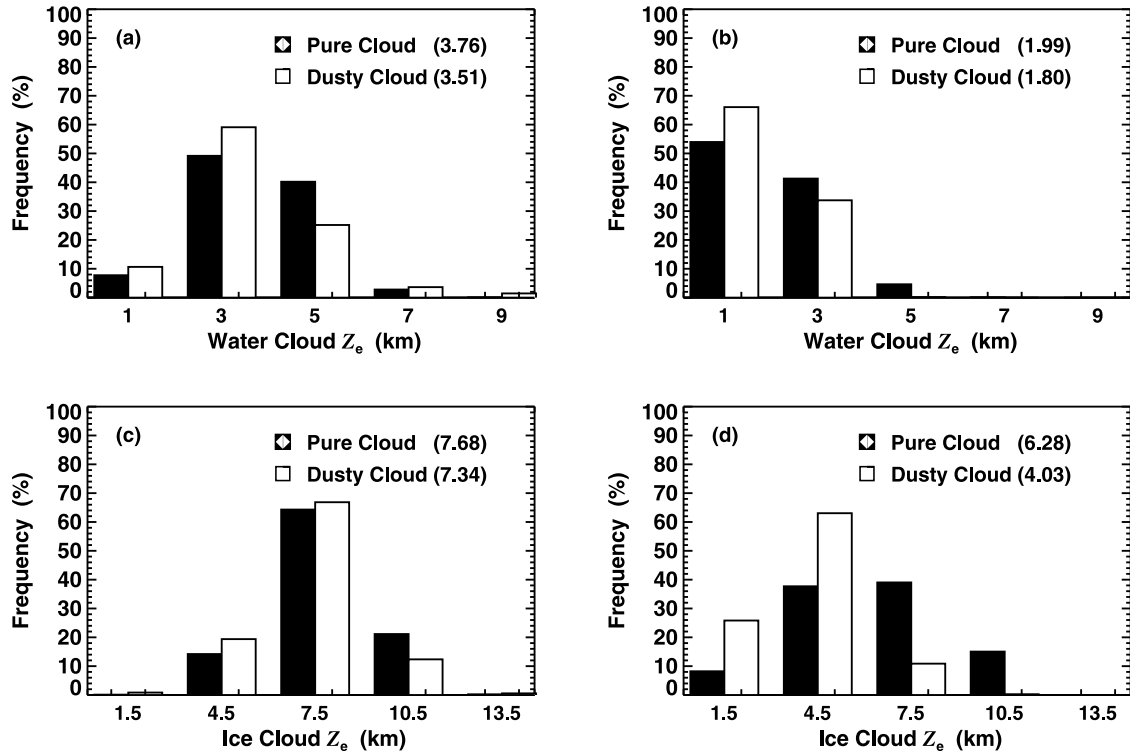 (a)
Pure Cloud (3.76)
Dusty Cloud (3.51)
100
90
80
70
60
50
40
30
20
10
0
Frequency (%)
1 3 5 7 9
Water Cloud Ze (km)
(b)
Pure Cloud (1.99)
Dusty Cloud (1.80)
100
90
80
70
60
50
40
30
20
10
0
Frequency (%)
1 3 5 7 9
Water Cloud Ze (km)
(c)
Pure Cloud (7.68)
Dusty Cloud (7.34)
100
90
80
70
60
50
40
30
20
10
0
Frequency (%)
1.5 4.5 7.5 10.5 13.5
Ice Cloud Ze (km)
(d)
Pure Cloud (6.28)
Dusty Cloud (4.03)
100
90
80
70
60
50
40
30
20
10
0
Frequency (%)
1.5 4.5 7.5 10.5 13.5
Ice Cloud Ze (km)